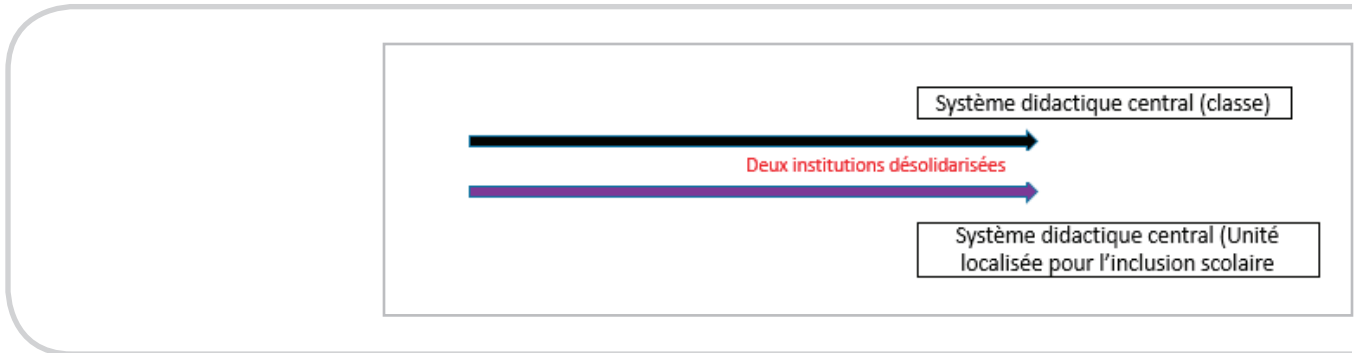 Système didactique central (classe)
Deux institutions désolidarisées
Système didactique central (Unité
localisée pour l'inclusion scolaire